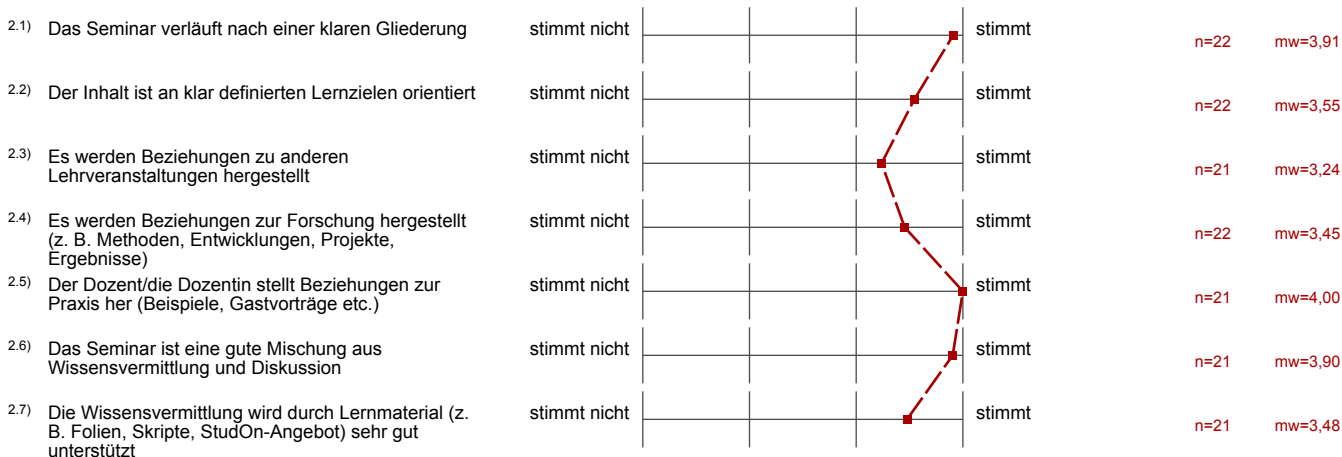 2.1) Das Seminar verläuft nach einer klaren Gliederung stimmt nicht stimmt n=22 mw=3,91
2.2) Der Inhalt ist an klar definierten Lernzielen orientiert stimmt nicht stimmt n=22 mw=3,55
2.3) Es werden Beziehungen zu anderen stimmt nicht stimmt n=21 mw=3,24
Lehrveranstaltungen hergestellt
2.4) Es werden Beziehungen zur Forschung hergestellt stimmt nicht stimmt n=22 mw=3,45
(z. B. Methoden, Entwicklungen, Projekte,
Ergebnisse)
2.5) Der Dozent/die Dozentin stellt Beziehungen zur stimmt nicht stimmt n=21 mw=4,00
Praxis her (Beispiele, Gastvorträge etc.)
2.6) Das Seminar ist eine gute Mischung aus stimmt nicht stimmt n=21 mw=3,90
Wissensvermittlung und Diskussion
2.7) Die Wissensvermittlung wird durch Lernmaterial (z. stimmt nicht stimmt n=21 mw=3,48
B. Folien, Skripte, StudOn-Angebot) sehr gut
unterstützt